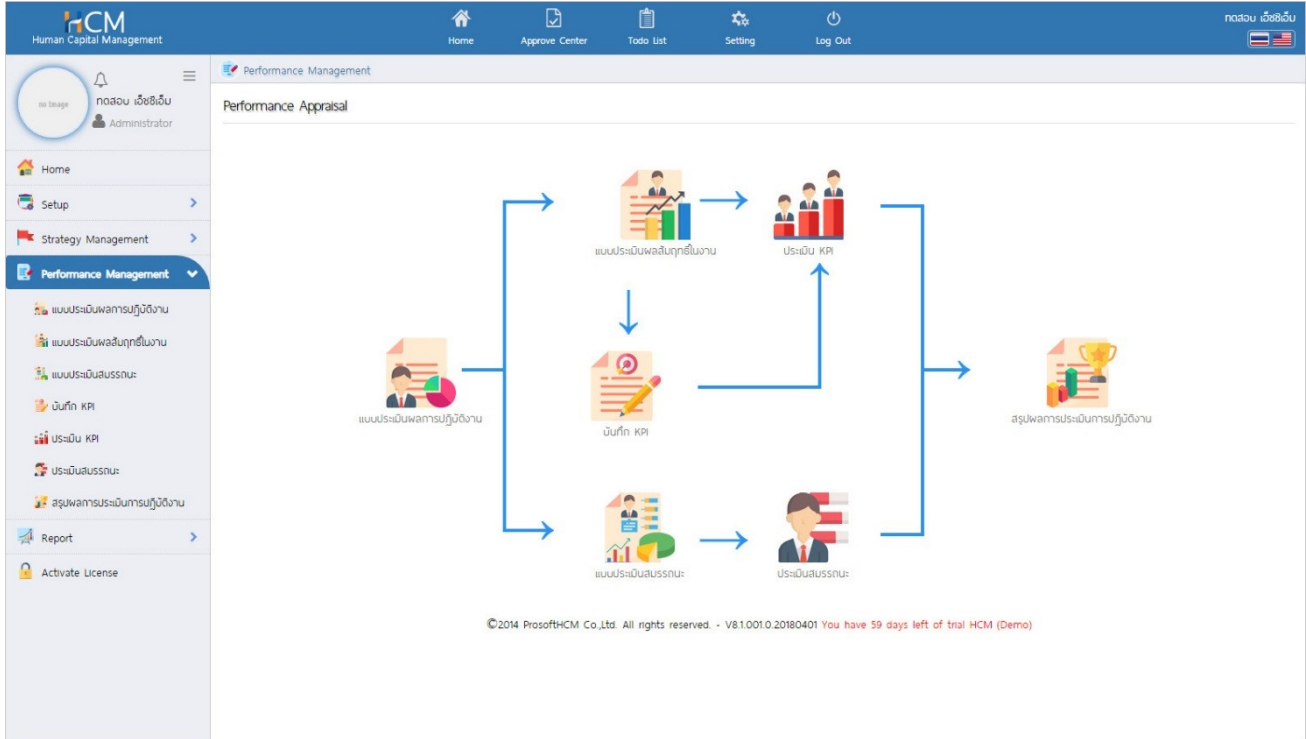 HCM
Human Capital Management
Home
Approve Center
Todo List
Setting
Log Out
ทดสอบ เอ็ชซิเอ็ม
no image
ทดสอบ เอ็ชซิเอ็ม
Administrator
Home
Setup
Strategy Management
Performance Management
แบบประเมินผลการปฏิบัติงาน
แบบประเมินผลสัมฤทธิ์ในงาน
แบบประเมินสมรรถนะ
บันทึก KPI
ประเมิน KPI
ประเมินสมรรถนะ
สรุปผลการประเมินการปฏิบัติงาน
Report
Activate License
Performance Management
Performance Appraisal
แบบประเมินผลสัมฤทธิ์ในงาน
ประเมิน KPI
แบบประเมินผลการปฏิบัติงาน
บันทึก KPI
สรุปผลการประเมินการปฏิบัติงาน
แบบประเมินสมรรถนะ
ประเมินสมรรถนะ
©2014 ProsoftHCM Co.,Ltd. All rights reserved. - V8.1.001.0.20180401 You have 59 days left of trial HCM (Demo)